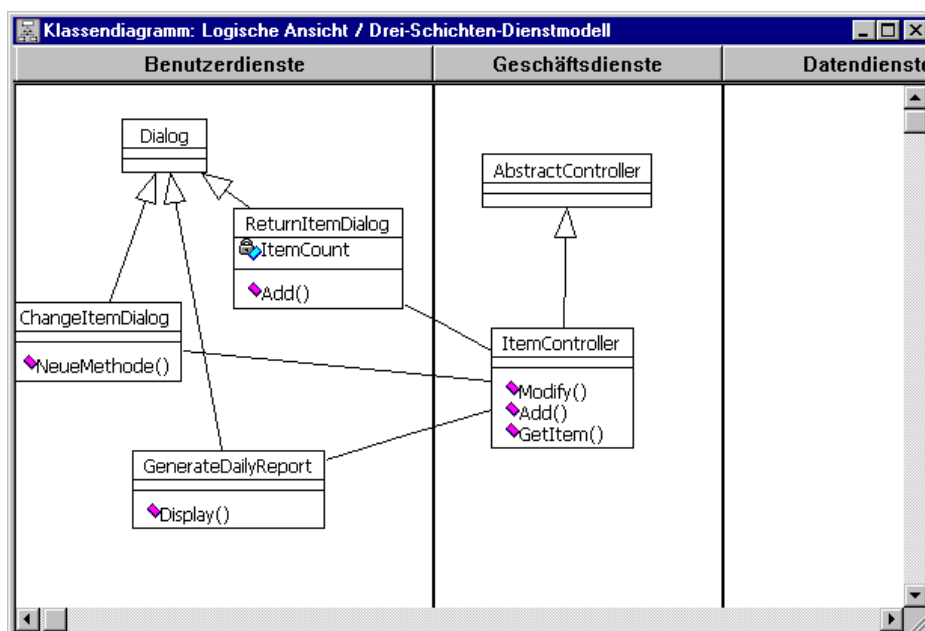 Klassendiagramm: Logische Ansicht / Drei-Schichten-Dienstmodell
Benutzerdienste
Geschäftsdienste
Datendienste
Dialog
AbstractController
ReturnItemDialog
ItemCount
Add()
ChangeItemDialog
NeueMethode()
ItemController
Modify()
Add()
GetItem()
GenerateDailyReport
Display()